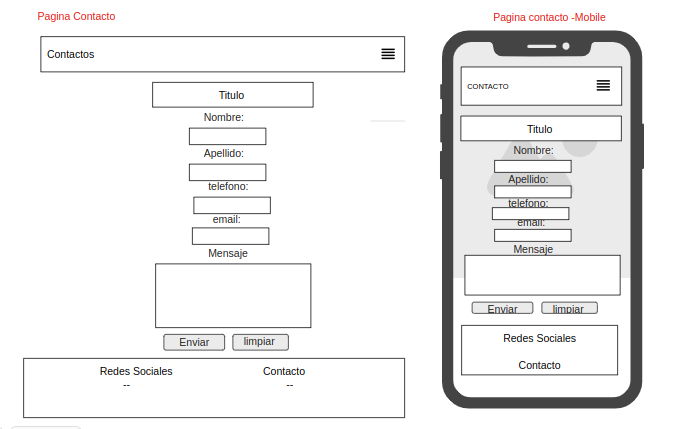 Pagina Contacto
Contactos
Titulo
Nombre:
Apellido:
telefono:
email:
Mensaje
Enviar
limpiar
Redes Sociales
Contacto
--
--
Pagina contacto -Mobile
CONTACTO
Titulo
Nombre:
Apellido:
telefono:
email:
Mensaje
Enviar
limpiar
Redes Sociales
Contacto